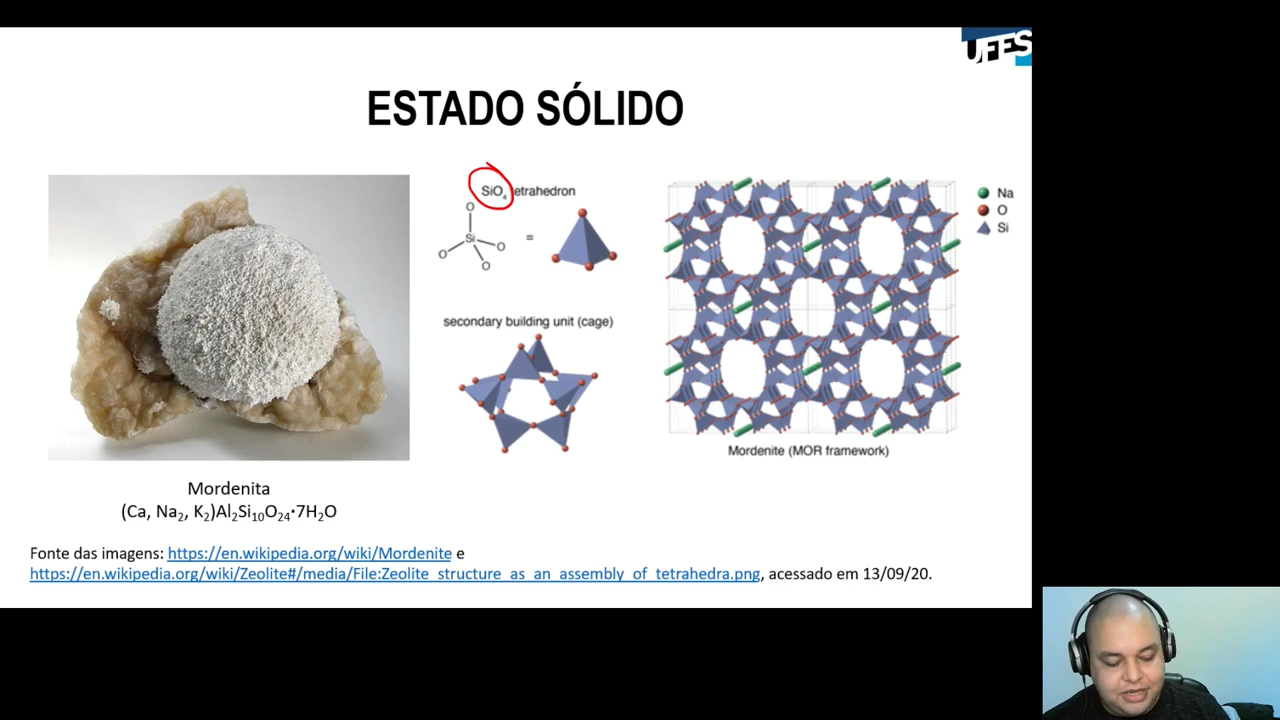 UFES
ESTADO SÓLIDO
SiO₄ tetrahedron
O
Si
O
O
O
=
secondary building unit (cage)
Na
O
Si
Mordenite (MOR framework)
Mordenita
(Ca, Na₂, K₂)Al₂Si₁₀O₂₄·7H₂O
Fonte das imagens: https://en.wikipedia.org/wiki/Mordenite e
https://en.wikipedia.org/wiki/Zeolite#/media/File:Zeolite_structure_as_an_assembly_of_tetrahedra.png, acessado em 13/09/20.